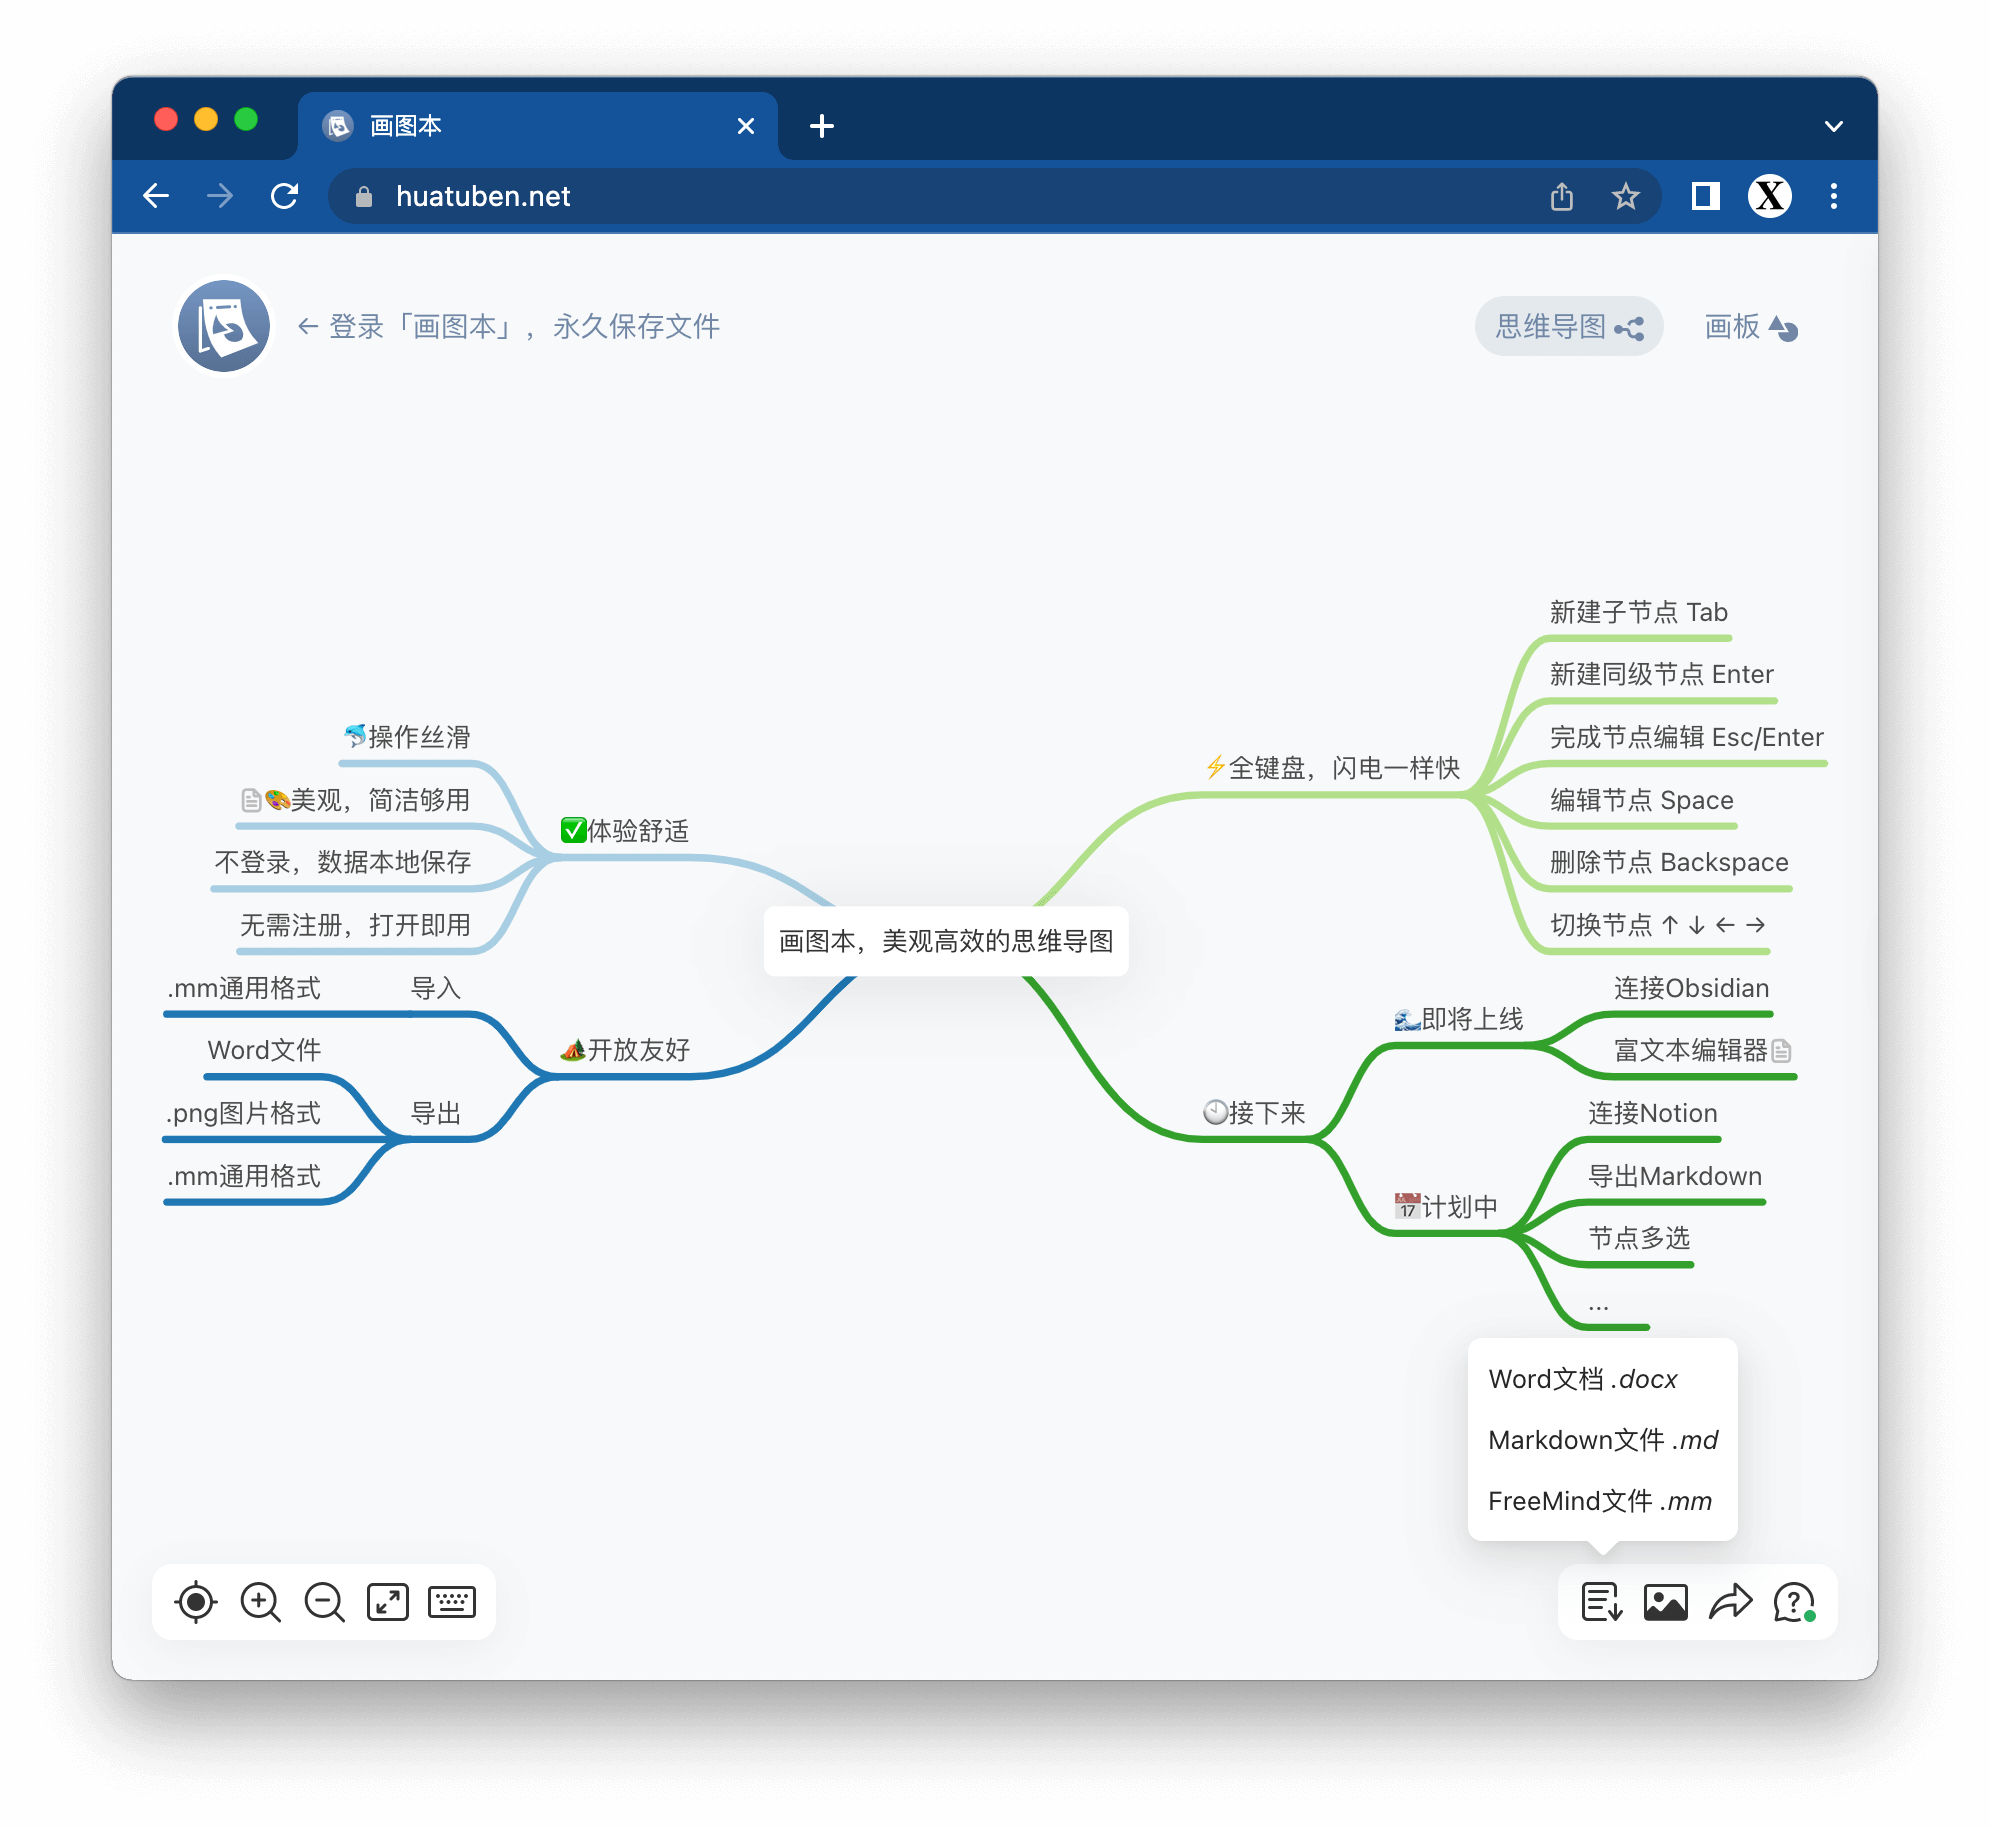 画图本
huatuben.net
X
← 登录「画图本」，永久保存文件
思维导图
画板
🐬操作丝滑
🎨美观，简洁够用
不登录，数据本地保存
无需注册，打开即用
✅体验舒适
.mm通用格式
导入
Word文件
.png图片格式
.mm通用格式
导出
🏕️开放友好
画图本，美观高效的思维导图
⚡全键盘，闪电一样快
新建子节点 Tab
新建同级节点 Enter
完成节点编辑 Esc/Enter
编辑节点 Space
删除节点 Backspace
切换节点 ↑ ↓ ← →
🕙接下来
🌊即将上线
连接Obsidian
富文本编辑器
📅计划中
连接Notion
导出Markdown
节点多选
...
Word文档 .docx
Markdown文件 .md
FreeMind文件 .mm